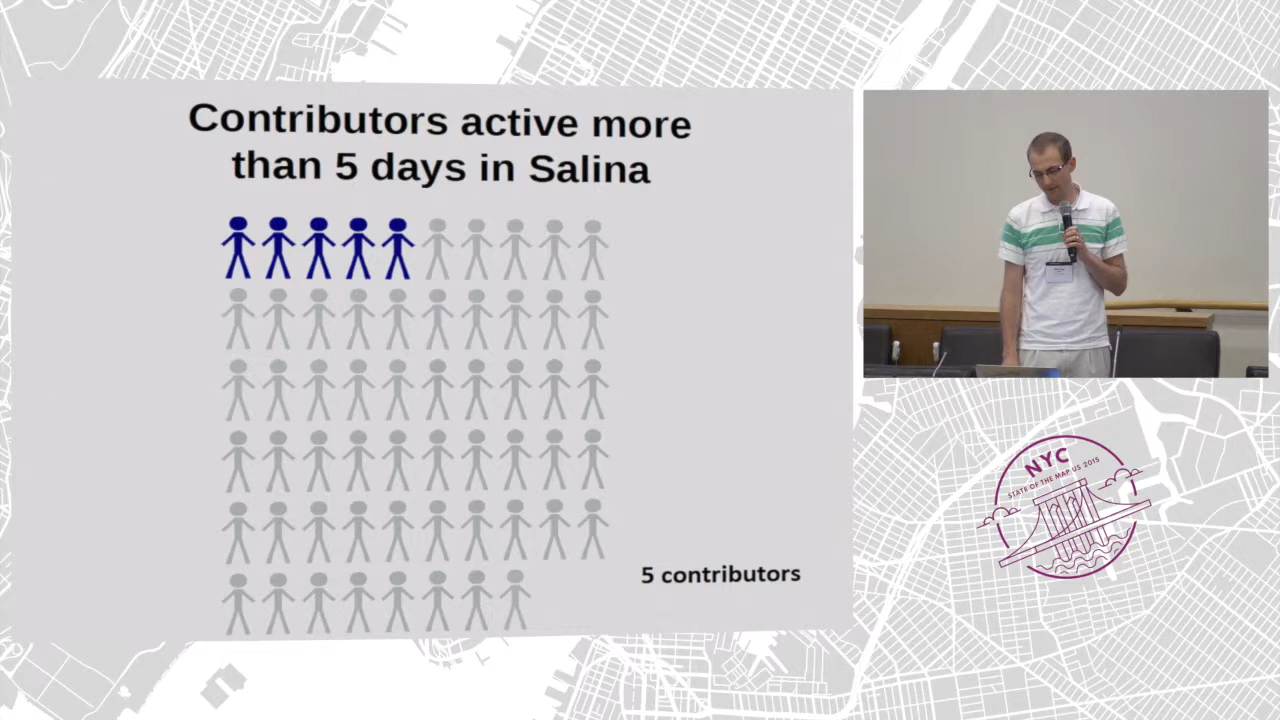 Contributors active more
than 5 days in Salina
5 contributors
NYC
STATE OF THE MAP US 2015